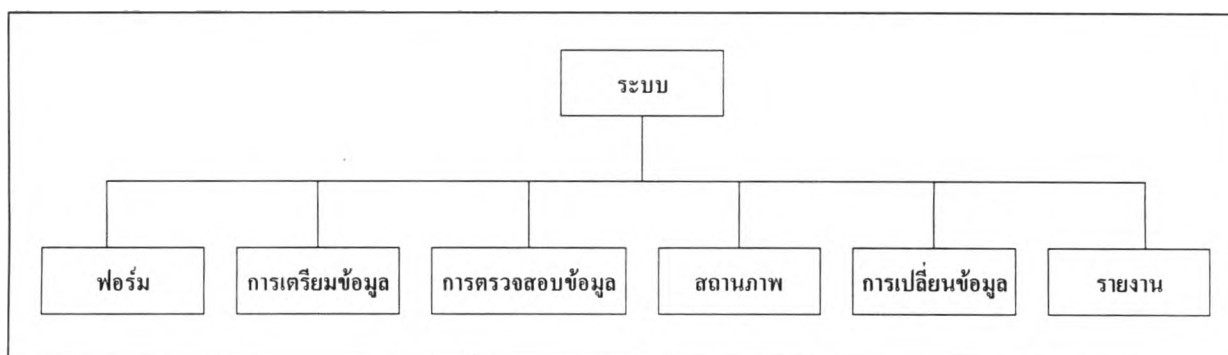 ระบบ
ฟอร์ม
การเตรียมข้อมูล
การตรวจสอบข้อมูล
สถานภาพ
การเปลี่ยนข้อมูล
รายงาน